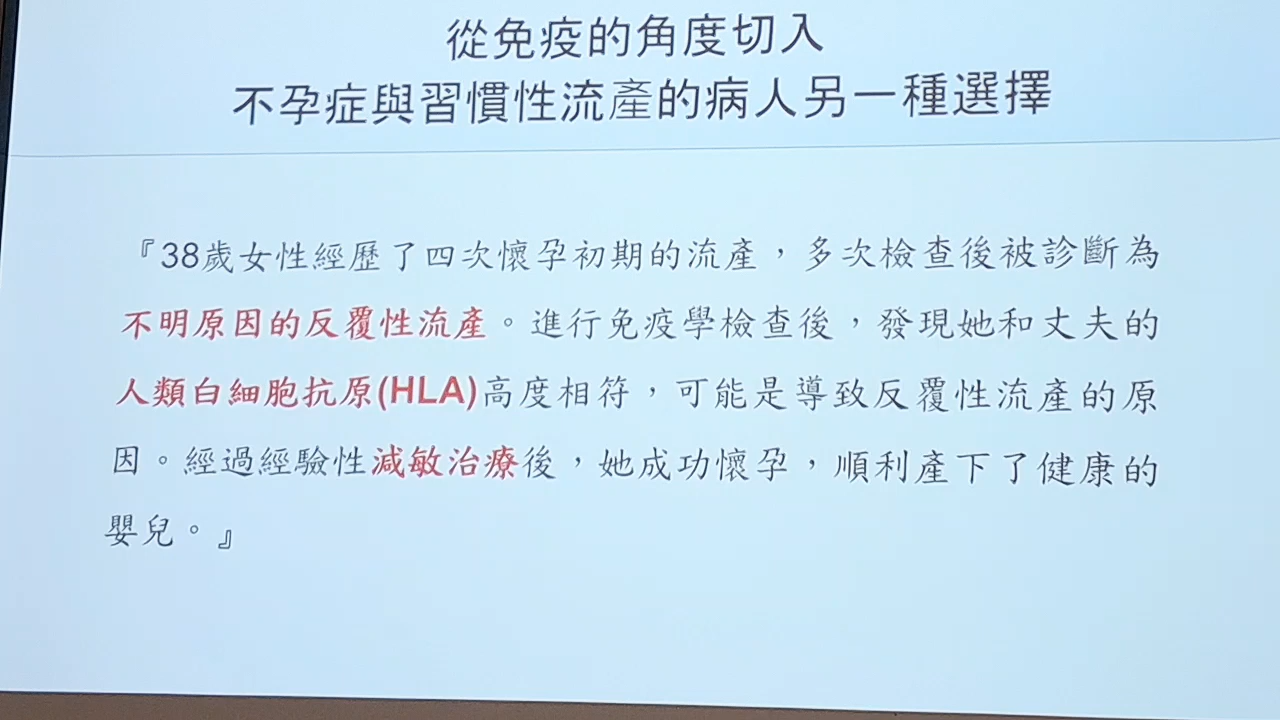 從免疫的角度切入
不孕症與習慣性流產的病人另一種選擇
『38歲女性經歷了四次懷孕初期的流產，多次檢查後被診斷為
不明原因的反覆性流產。進行免疫學檢查後，發現她和丈夫的
人類白細胞抗原(HLA)高度相符，可能是導致反覆性流產的原
因。經過經驗性減敏治療後，她成功懷孕，順利產下了健康的
嬰兒。』